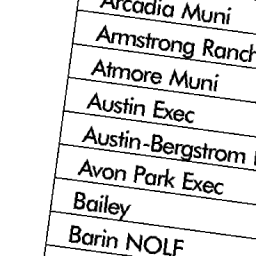 Arcadia Muni
Armstrong Ranch
Atmore Muni
Austin Exec
Austin-Bergstrom
Avon Park Exec
Bailey
Barin NOLF